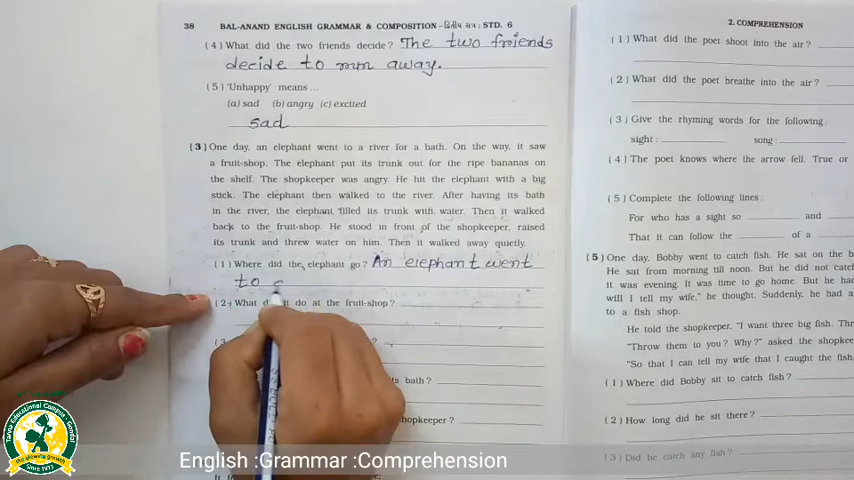 38 BAL-ANAND ENGLISH GRAMMAR & COMPOSITION – દ્વિતીય સત્ર : STD. 6
( 4 ) What did the two friends decide ? The two friends
decide to run away.
( 5 ) 'Unhappy' means ...
(a) sad (b) angry (c) excited
sad
( 3 ) One day, an elephant went to a river for a bath. On the way, it saw
a fruit-shop. The elephant put its trunk out for the ripe bananas on
the shelf. The shopkeeper was angry. He hit the elephant with a big
stick. The elephant then walked to the river. After having its bath
in the river, the elephant filled its trunk with water. Then it walked
back to the fruit-shop. He stood in front of the shopkeeper, raised
its trunk and threw water on him. Then it walked away quietly.
( 1 ) Where did the elephant go ? An elephant went
to
( 2 ) What did it do at the fruit-shop ?
its bath ?
shopkeeper ?
2. COMPREHENSION
( 1 ) What did the poet shoot into the air ?
( 2 ) What did the poet breathe into the air ?
( 3 ) Give the rhyming words for the following :
sight : song :
( 4 ) The poet knows where the arrow fell. True or
( 5 ) Complete the following lines :
For who has a sight so and
That it can follow the of a
( 5 ) One day, Bobby went to catch fish. He sat on the b
He sat from morning till noon. But he did not catch
it was evening. It was time to go home. But he had
will I tell my wife," he thought. Suddenly, he had a
to a fish shop.
He told the shopkeeper, "I want three big fish. Thr
"Throw them to you ? Why ?" asked the shopkee
"So that I can tell my wife that I caught the fish.
( 1 ) Where did Bobby sit to catch fish ?
( 2 ) How long did he sit there ?
( 3 ) Did he catch any fish ?
English :Grammar :Comprehension
the glowing growth
Since 1973